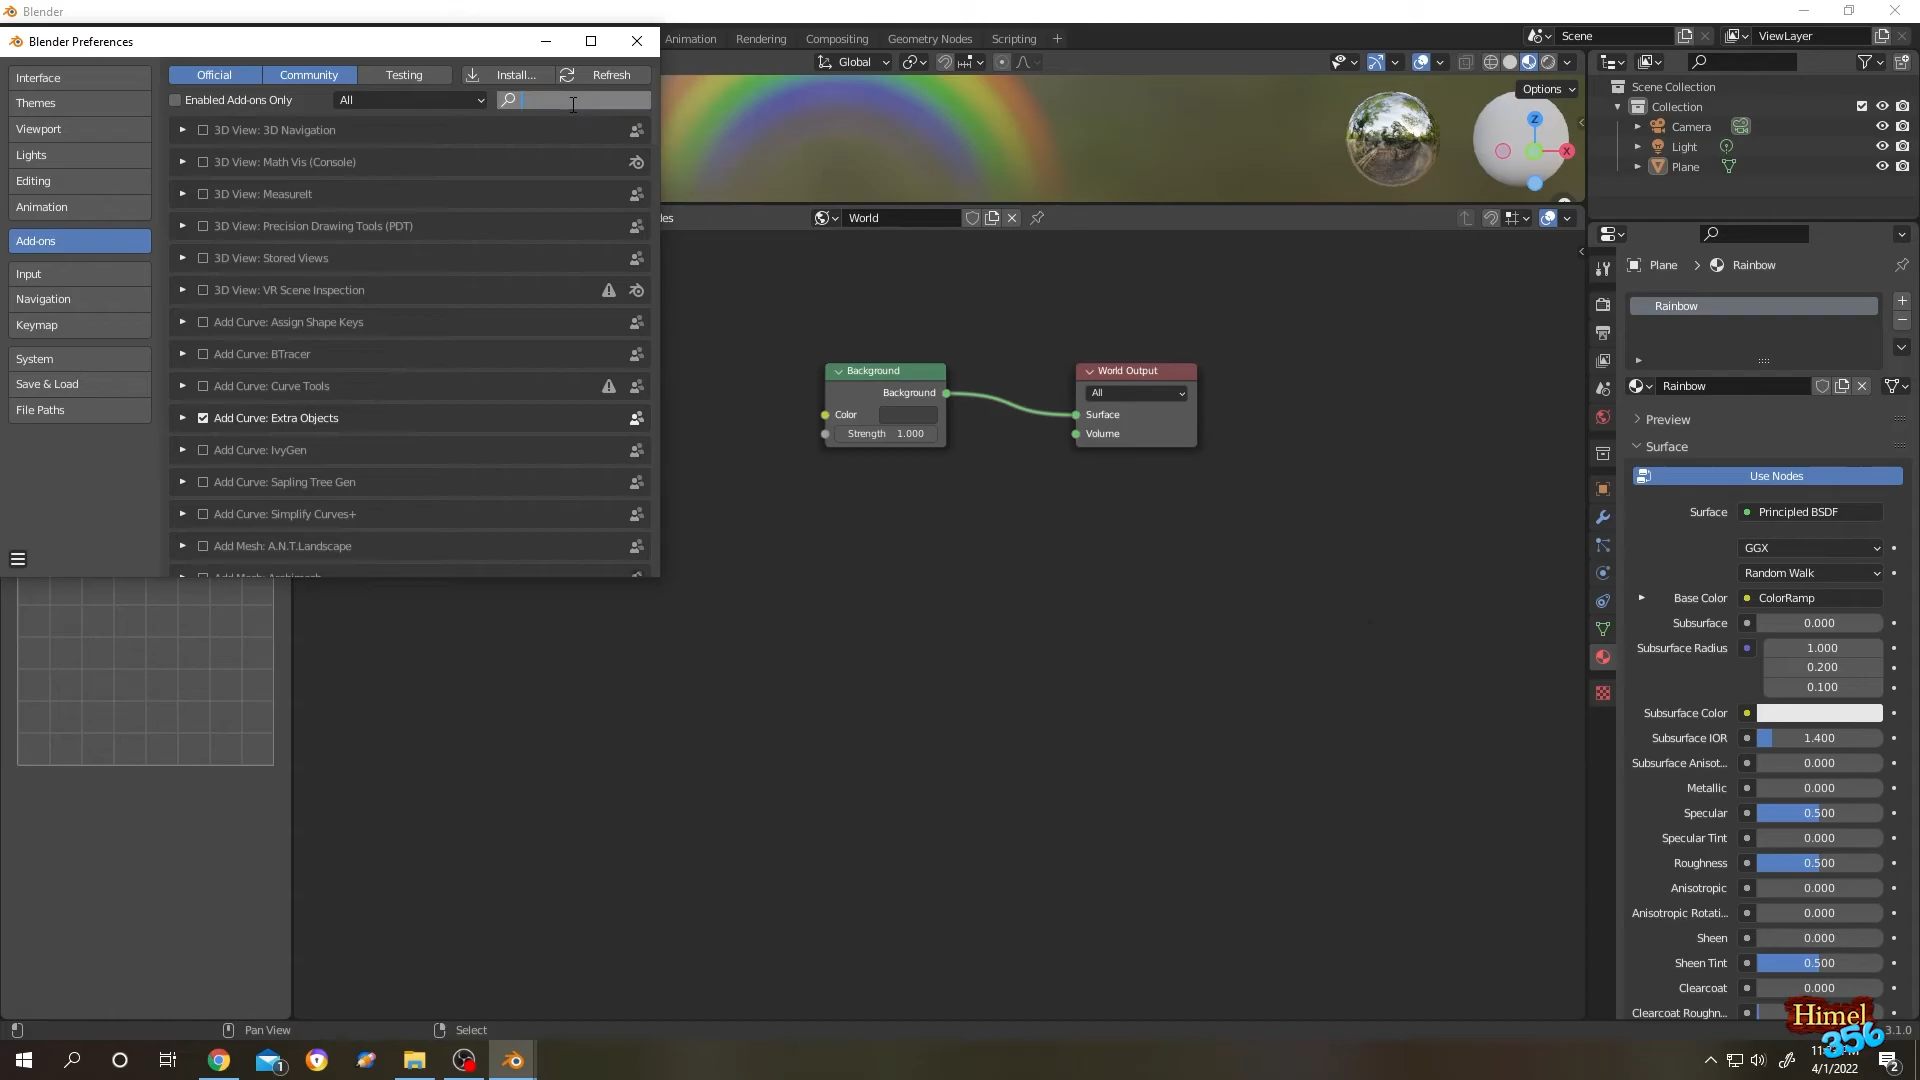 Blender
Blender Preferences
Animation
Rendering
Compositing
Geometry Nodes
Scripting
Scene
ViewLayer
Interface
Themes
Viewport
Lights
Editing
Animation
Add-ons
Input
Navigation
Keymap
System
Save & Load
File Paths
Official
Community
Testing
Install...
Refresh
Enabled Add-ons Only
All
3D View: 3D Navigation
3D View: Math Vis (Console)
3D View: MeasureIt
3D View: Precision Drawing Tools (PDT)
3D View: Stored Views
3D View: VR Scene Inspection
Add Curve: Assign Shape Keys
Add Curve: BTracer
Add Curve: Curve Tools
Add Curve: Extra Objects
Add Curve: IvyGen
Add Curve: Sapling Tree Gen
Add Curve: Simplify Curves+
Add Mesh: A.N.T.Landscape
Global
Options
Z
X
World
Background
Background
Color
Strength 1.000
World Output
All
Surface
Volume
Scene Collection
Collection
Camera
Light
Plane
Plane
Rainbow
Rainbow
Rainbow
Preview
Surface
Use Nodes
Surface Principled BSDF
GGX
Random Walk
Base Color ColorRamp
Subsurface 0.000
Subsurface Radius 1.000
0.200
0.100
Subsurface Color
Subsurface IOR 1.400
Subsurface Anisot... 0.000
Metallic 0.000
Specular 0.500
Specular Tint 0.000
Roughness 0.500
Anisotropic 0.000
Anisotropic Rotati... 0.000
Sheen 0.000
Sheen Tint 0.500
Clearcoat 0.000
Clearcoat Roughn...
Pan View
Select
Himel
356
3.1.0
1
4/1/2022
2